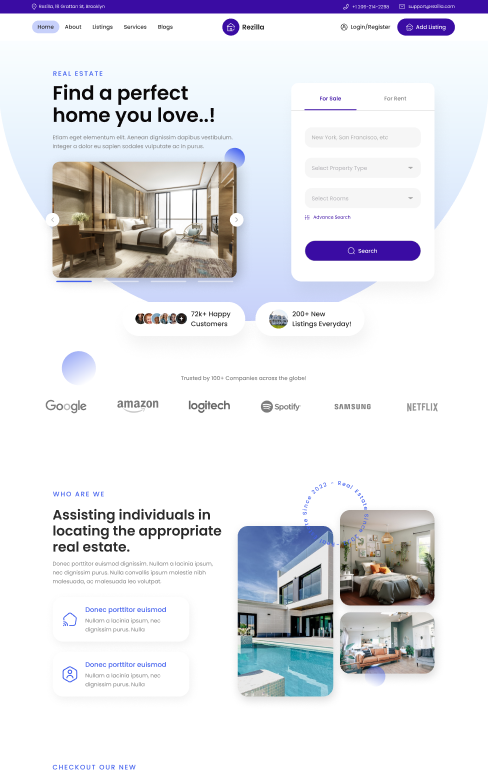 Rezilla, 18 Grattan St, Brooklyn
+1 206-214-2298
support@rezilla.com
Home
About
Listings
Services
Blogs
Rezilla
Login/Register
Add Listing
REAL ESTATE
Find a perfect
home you love..!
Etiam eget elementum elit. Aenean dignissim dapibus vestibulum.
Integer a dolor eu sapien sodales vulputate ac in purus.
For Sale
For Rent
New York, San Francisco, etc
Select Property Type
Select Rooms
Advance Search
Search
72k+ Happy
Customers
200+ New
Listings Everyday!
Trusted by 100+ Companies across the globe!
Google
amazon
logitech
Spotify
SAMSUNG
NETFLIX
WHO ARE WE
Assisting individuals in
locating the appropriate
real estate.
Donec porttitor euismod dignissim. Nullam a lacinia ipsum,
nec dignissim purus. Nulla convallis ipsum molestie nibh
malesuada, ac malesuada leo volutpat.
Donec porttitor euismod
Nullam a lacinia ipsum, nec
dignissim purus. Nulla
Donec porttitor euismod
Nullam a lacinia ipsum, nec
dignissim purus. Nulla
Since 2022 - Real Esta
CHECKOUT OUR NEW